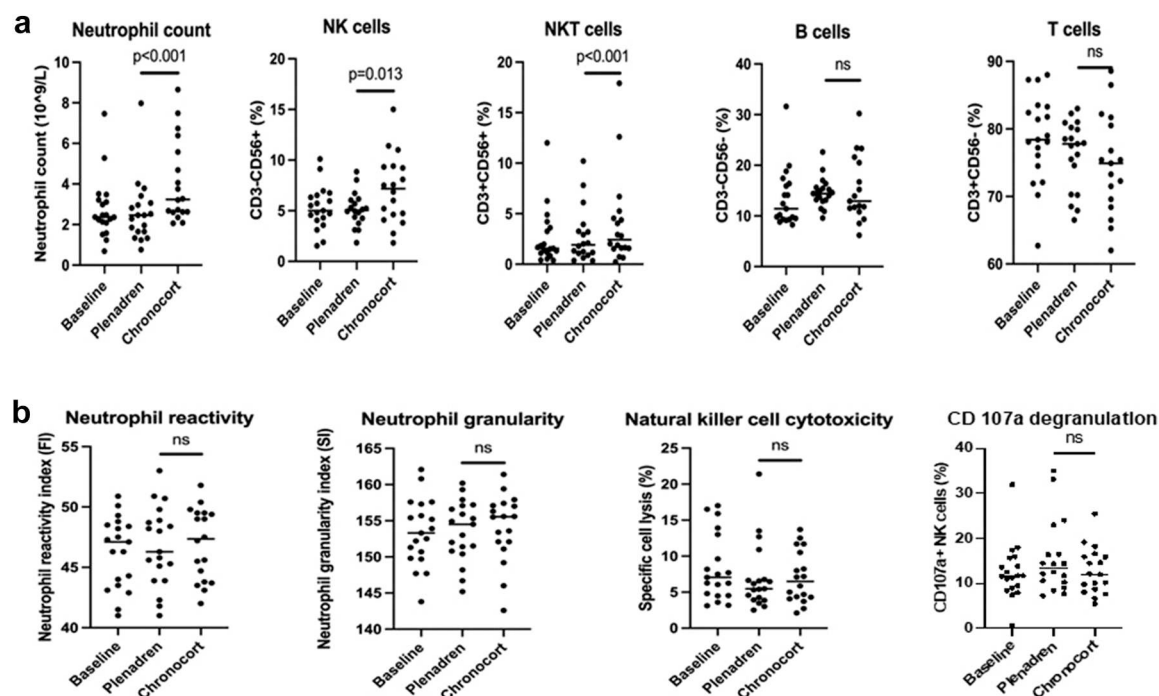 a
Neutrophil count
p<0.001
Neutrophil count (10^9/L)
10
8
6
4
2
0
Baseline
Plenadren
Chronocort
NK cells
p=0.013
CD3-CD56+ (%)
20
15
10
5
0
Baseline
Plenadren
Chronocort
NKT cells
p<0.001
CD3+CD56+ (%)
20
15
10
5
0
Baseline
Plenadren
Chronocort
B cells
ns
CD3-CD56- (%)
40
30
20
10
0
Baseline
Plenadren
Chronocort
T cells
ns
CD3+CD56- (%)
90
80
70
60
Baseline
Plenadren
Chronocort
b
Neutrophil reactivity
ns
Neutrophil reactivity index (FI)
55
50
45
40
Baseline
Plenadren
Chronocort
Neutrophil granularity
ns
Neutrophil granularity index (SI)
165
160
155
150
145
140
Baseline
Plenadren
Chronocort
Natural killer cell cytotoxicity
ns
Specific cell lysis (%)
25
20
15
10
5
0
Baseline
Plenadren
Chronocort
CD 107a degranulation
ns
CD107a+ NK cells (%)
40
30
20
10
0
Baseline
Plenadren
Chronocort